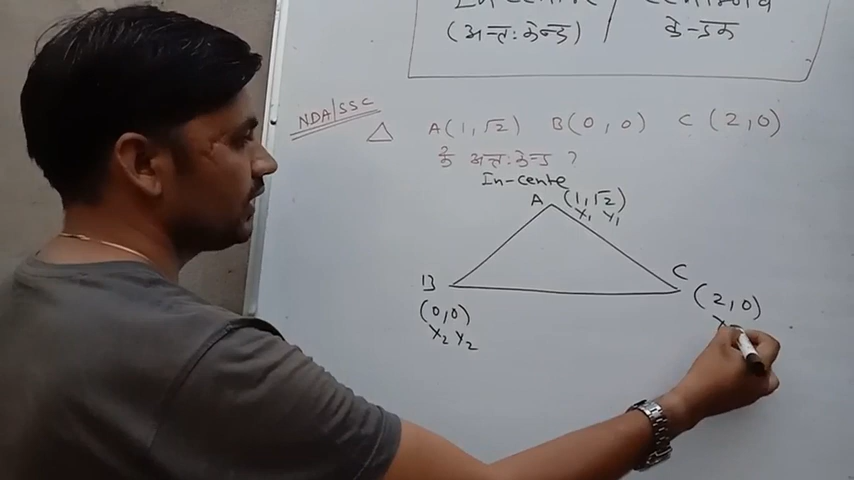 (अन्त:केन्द्र) / केन्द्रक
NDA/SSC
△ A(1,√2) B(0,0) C (2,0)
के अन्त:केन्द्र ?
In-centre
A (1,√2)
x₁ y₁
B
C
(0,0)
(2,0)
x₂ y₂